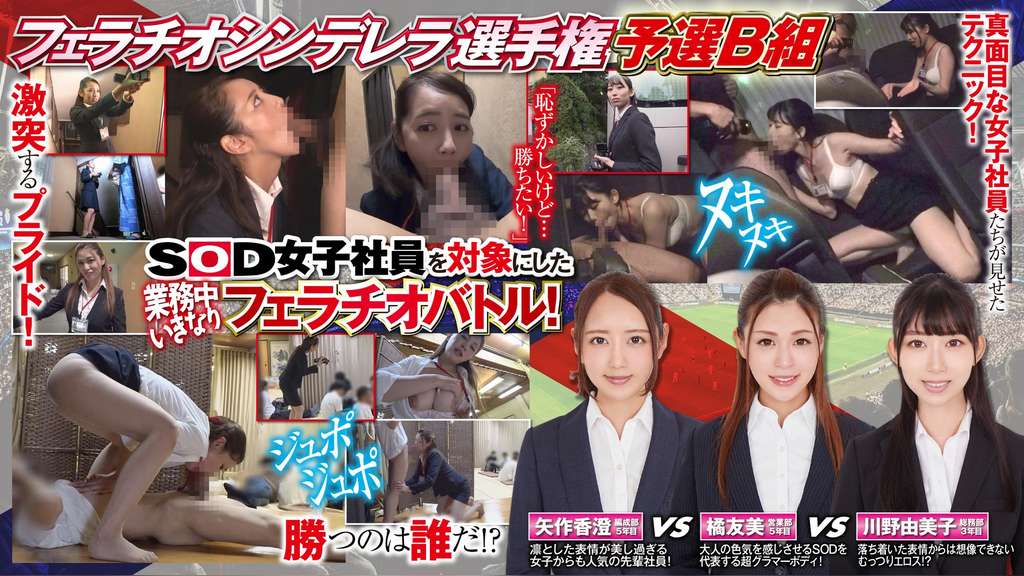 フェラチオシンデレラ選手権 予選B組
激突するプライド！
『恥ずかしいけど…
勝ちたい！』
真面目な女子社員たちが見せた
テクニック！
ヌキ
ヌキ
SOD女子社員を対象にした
業務中
いきなり
フェラチオバトル！
ジュポ
ジュポ
勝つのは誰だ!?
矢作香澄 編成部 5年目
VS
橘友美 営業部 5年目
VS
川野由美子 総務部 3年目
凛とした表情が美し過ぎる
女子からも人気の先輩社員！
大人の色気を感じさせるSODを
代表する超グラマーボディ！
落ち着いた表情からは想像できない
むっつりエロス!?